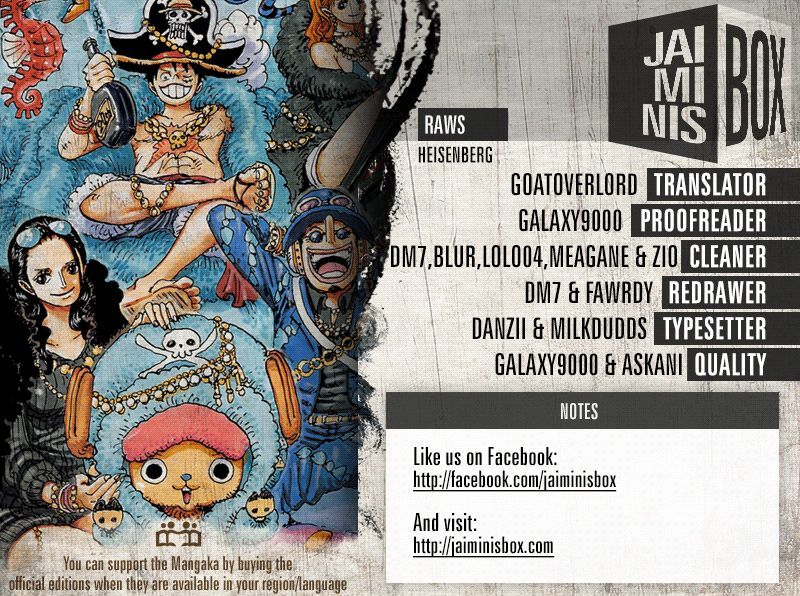 JAI
MI
NIS
BOX
RAWS
HEISENBERG
GOATOVERLORD TRANSLATOR
GALAXY9000 PROOFREADER
DM7,BLUR,LOLO04,MEAGANE & ZIO CLEANER
DM7 & FAWRDY REDRAWER
DANZII & MILKDUDDS TYPESETTER
GALAXY9000 & ASKANI QUALITY
NOTES
Like us on Facebook:
http://facebook.com/jaiminisbox
And visit:
http://jaiminisbox.com
You can support the Mangaka by buying the
official editions when they are available in your region/language